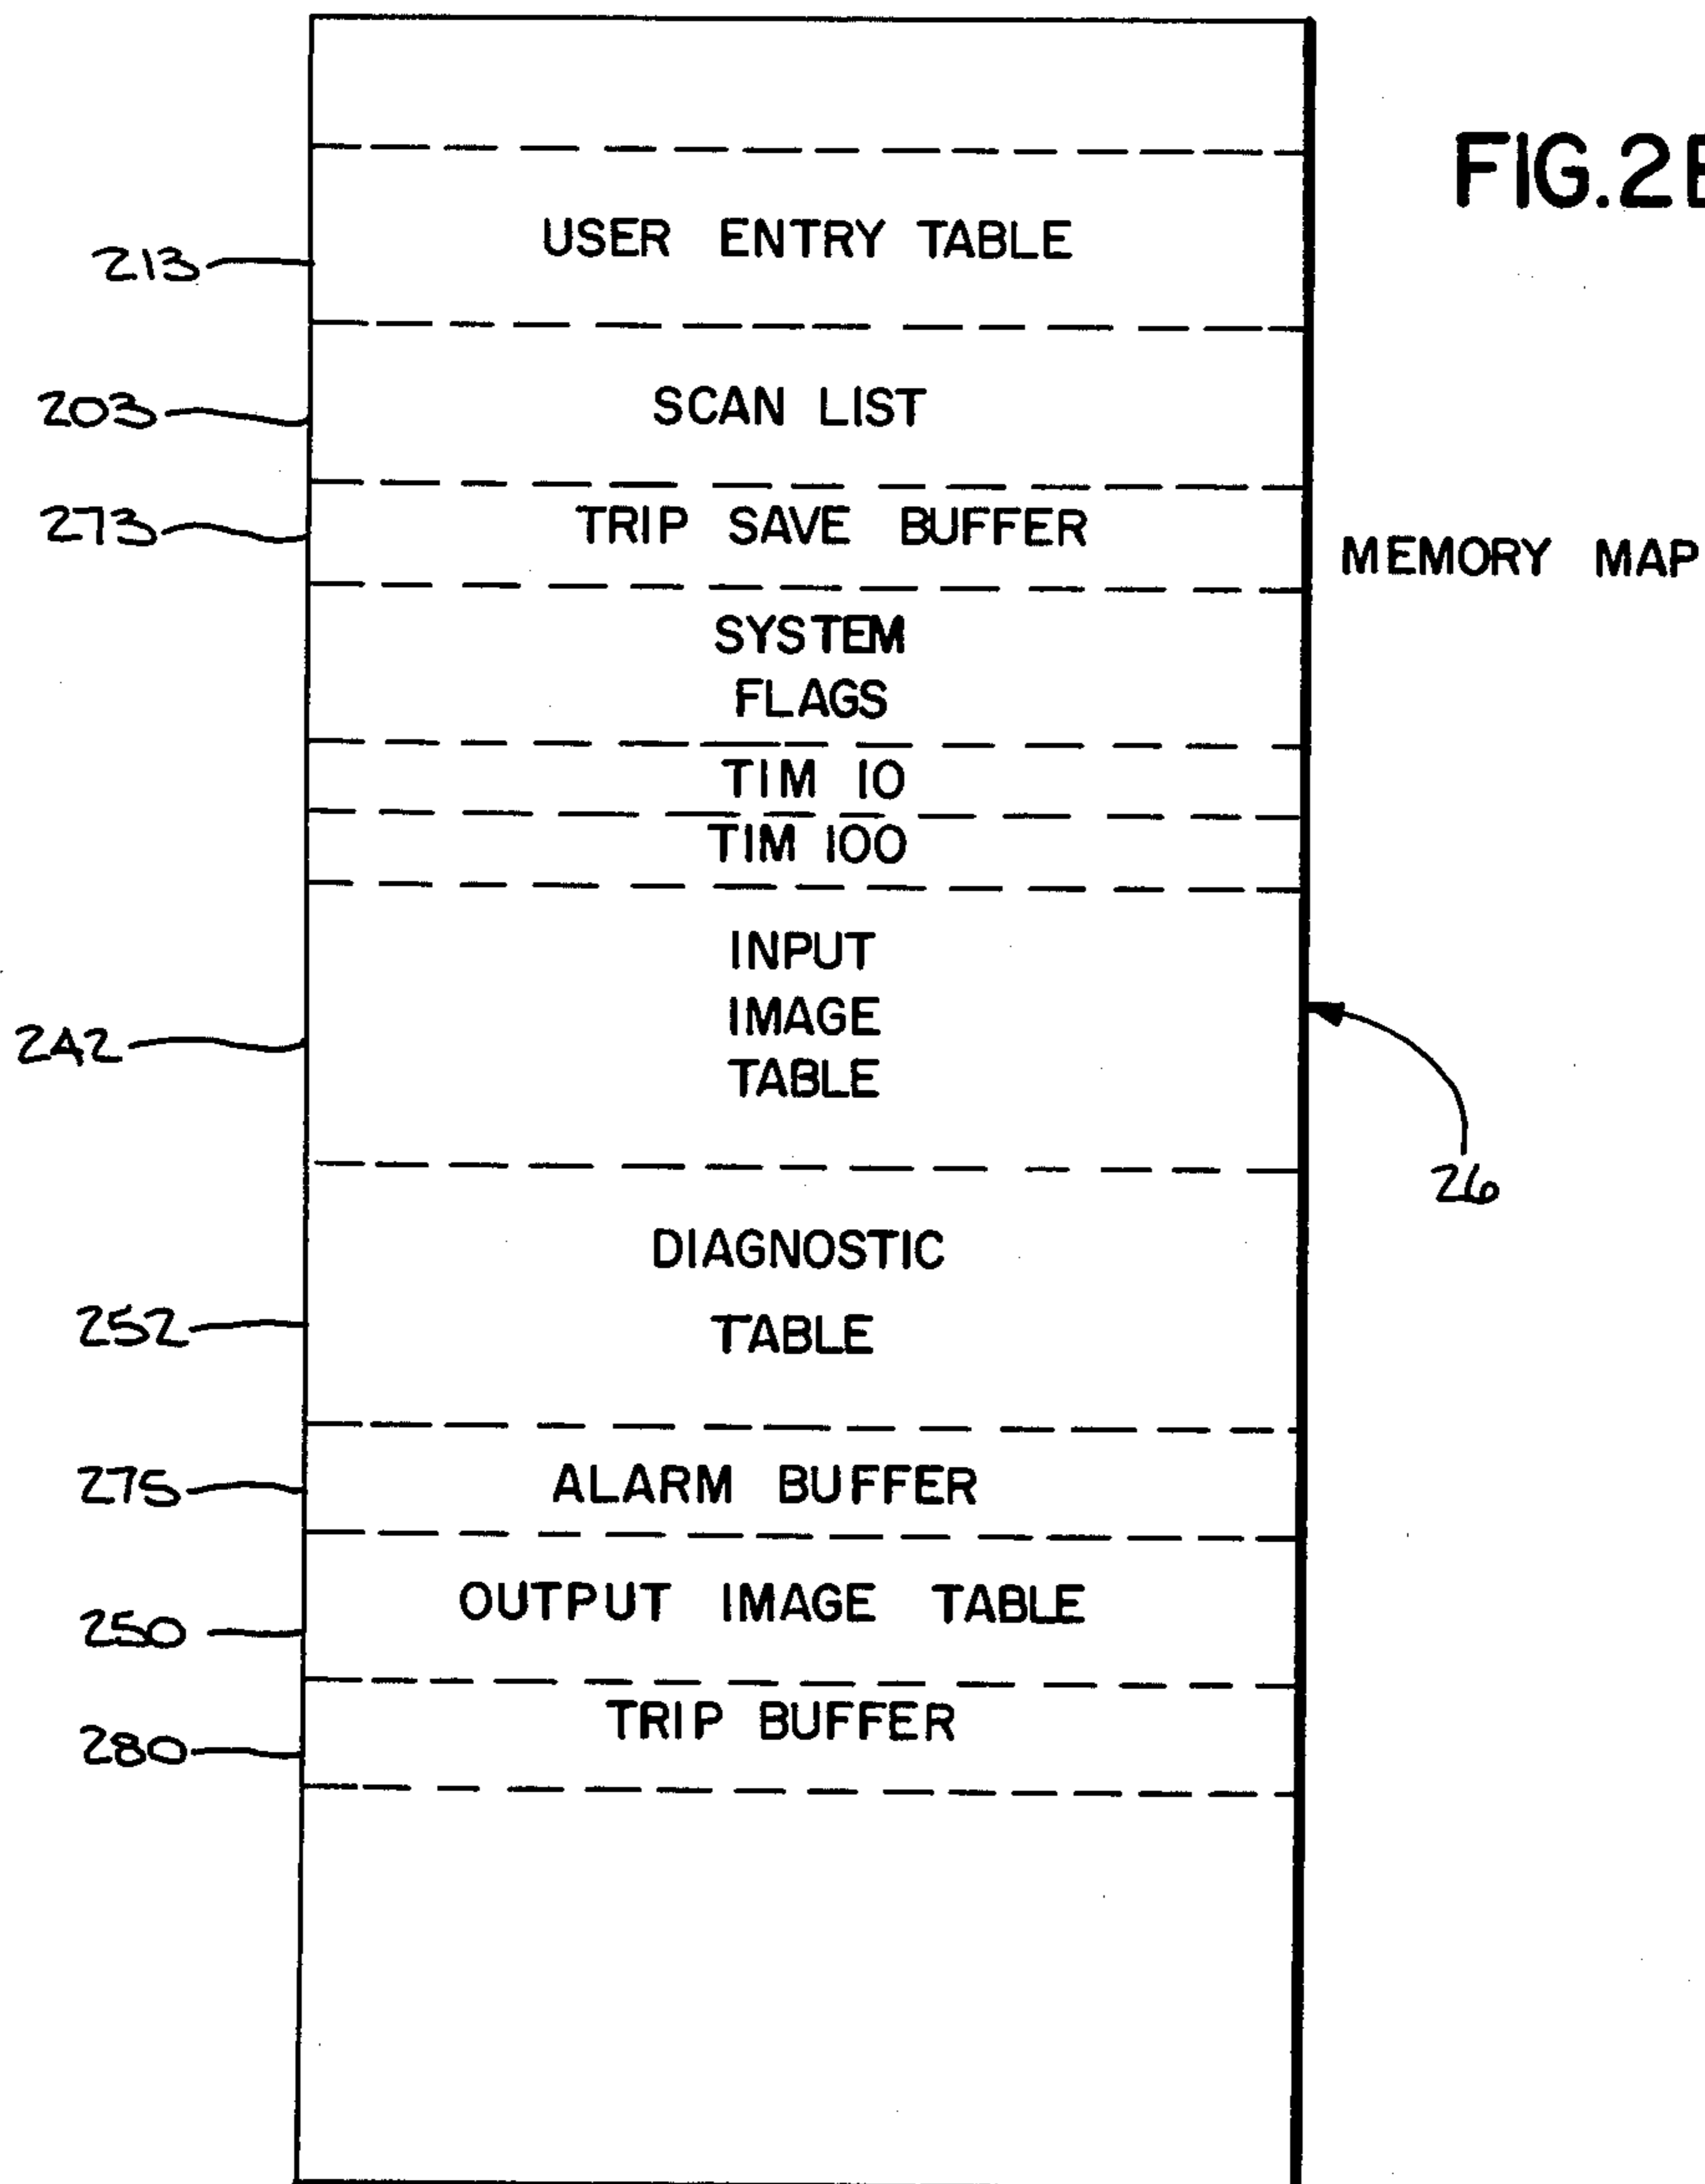 FIG.2
USER ENTRY TABLE
213
SCAN LIST
203
TRIP SAVE BUFFER
273
MEMORY MAP
SYSTEM
FLAGS
TIM 10
TIM 100
INPUT
IMAGE
TABLE
242
26
DIAGNOSTIC
TABLE
252
ALARM BUFFER
275
OUTPUT IMAGE TABLE
250
TRIP BUFFER
280